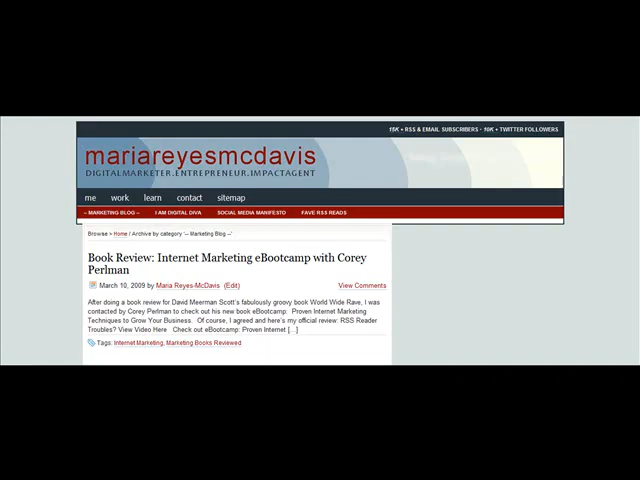 15K + RSS & EMAIL SUBSCRIBERS · 10K + TWITTER FOLLOWERS
mariareyesmcdavis
DIGITALMARKETER.ENTREPRENEUR.IMPACTAGENT
me work learn contact sitemap
~ MARKETING BLOG ~ I AM DIGITAL DIVA SOCIAL MEDIA MANIFESTO FAVE RSS READS
Browse > Home / Archive by category '~ Marketing Blog ~'
Book Review: Internet Marketing eBootcamp with Corey
Perlman
March 10, 2009 by Maria Reyes-McDavis (Edit) View Comments
After doing a book review for David Meerman Scott's fabulously groovy book World Wide Rave, I was
contacted by Corey Perlman to check out his new book eBootcamp: Proven Internet Marketing
Techniques to Grow Your Business. Of course, I agreed and here's my official review: RSS Reader
Troubles? View Video Here Check out eBootcamp: Proven Internet [...]
Tags: Internet Marketing, Marketing Books Reviewed